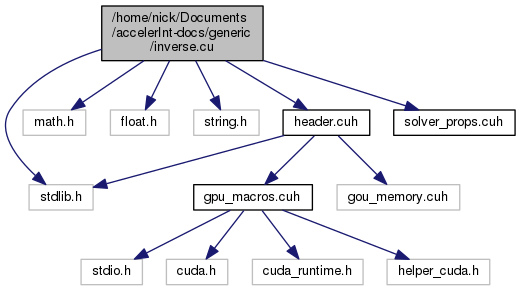 /home/nick/Documents
/accelerInt-docs/generic
/inverse.cu
math.h
float.h
string.h
header.cuh
solver_props.cuh
stdlib.h
gpu_macros.cuh
gou_memory.cuh
stdio.h
cuda.h
cuda_runtime.h
helper_cuda.h